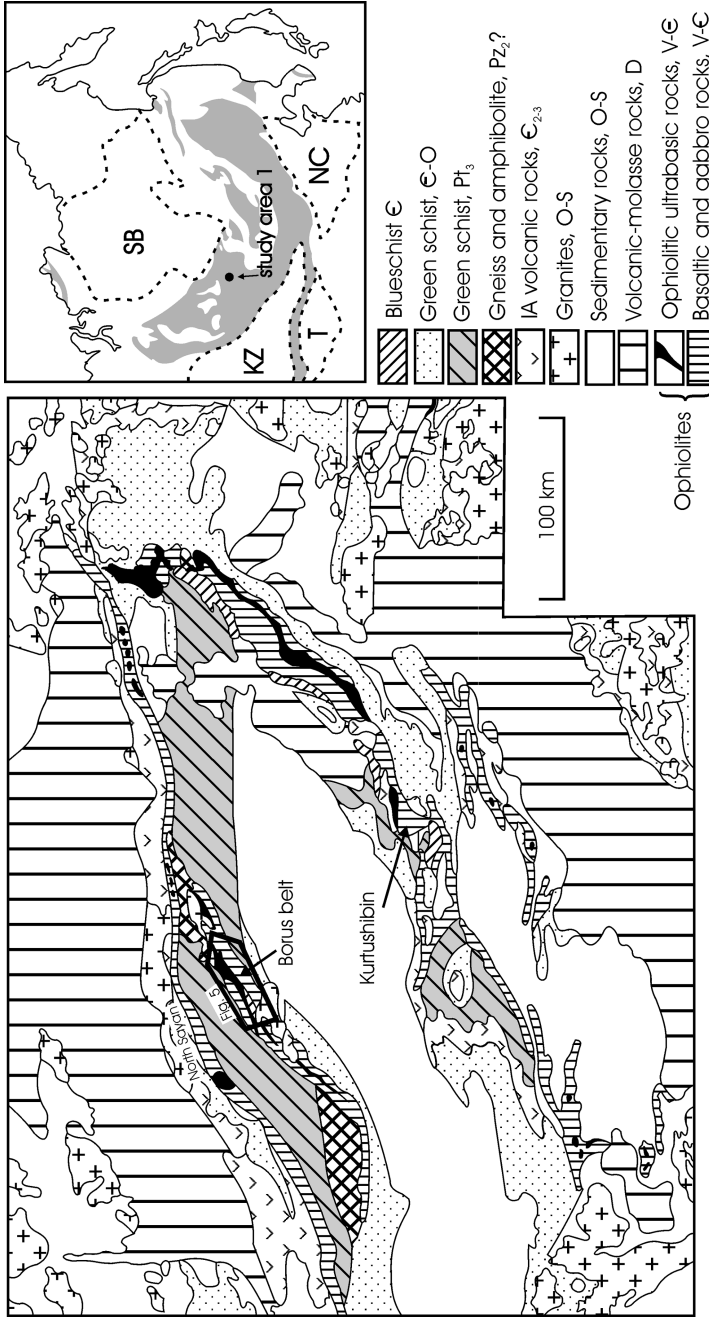 SB
NC
KZ
T
study area 1
Blueschist Є
Green schist, Є-O
Green schist, Pt₃
Gneiss and amphibolite, Pz₂?
IA volcanic rocks, Є₂₋₃
Granites, O-S
Sedimentary rocks, O-S
Volcanic-molasse rocks, D
Ophiolitic ultrabasic rocks, V-Є
Basaltic and gabbro rocks, V-Є
Ophiolites
100 km
North Sayan
Fig. 5
Borus belt
Kurtushibin